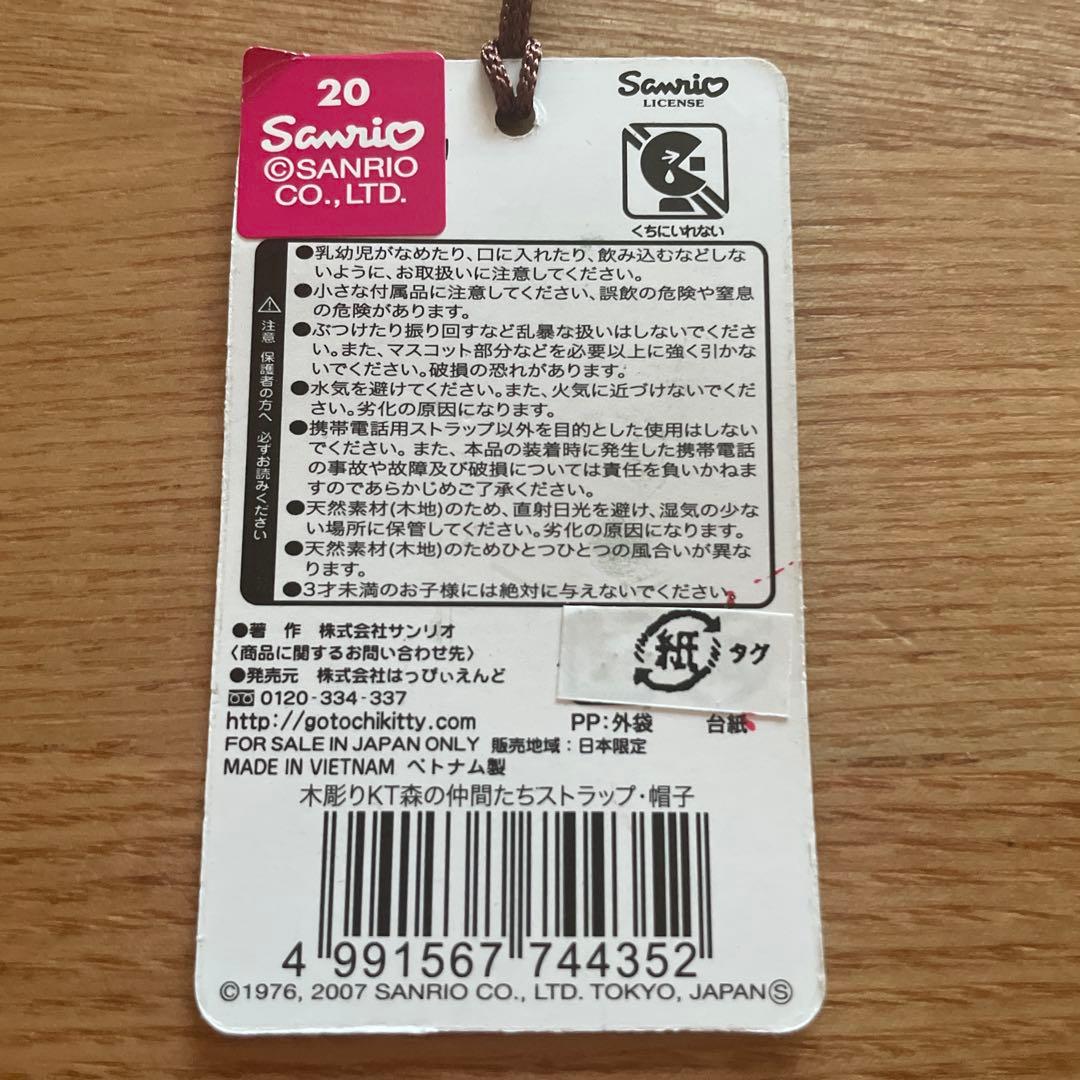 20
Sanrio
©SANRIO
CO., LTD.
Sanrio
LICENSE
くちにいれない
⚠注意 保護者の方へ 必ずお読みください
●乳幼児がなめたり、口に入れたり、飲み込むなどしな
いように、お取扱いに注意してください。
●小さな付属品に注意してください、誤飲の危険や窒息
の危険があります。
●ぶつけたり振り回すなど乱暴な扱いはしないでくださ
い。また、マスコット部分などを必要以上に強く引かな
いでください。破損の恐れがあります。
●水気を避けてください。また、火気に近づけないでくだ
さい。劣化の原因になります。
●携帯電話用ストラップ以外を目的とした使用はしない
でください。また、本品の装着時に発生した携帯電話
の事故や故障及び破損については責任を負いかねま
すのであらかじめご了承ください。
●天然素材(木地)のため、直射日光を避け、湿気の少な
い場所に保管してください。劣化の原因になります。
●天然素材(木地)のためひとつひとつの風合いが異な
ります。
●3才未満のお子様には絶対に与えないでください。
●著 作 株式会社サンリオ
〈商品に関するお問い合わせ先〉
●発売元 株式会社はっぴぃえんど
0120-334-337
http://gotochikitty.com
紙 タグ
PP:外袋 台紙
FOR SALE IN JAPAN ONLY 販売地域:日本限定
MADE IN VIETNAM ベトナム製
木彫りKT森の仲間たちストラップ・帽子
4 991567 744352
©1976, 2007 SANRIO CO., LTD. TOKYO, JAPAN Ⓢ